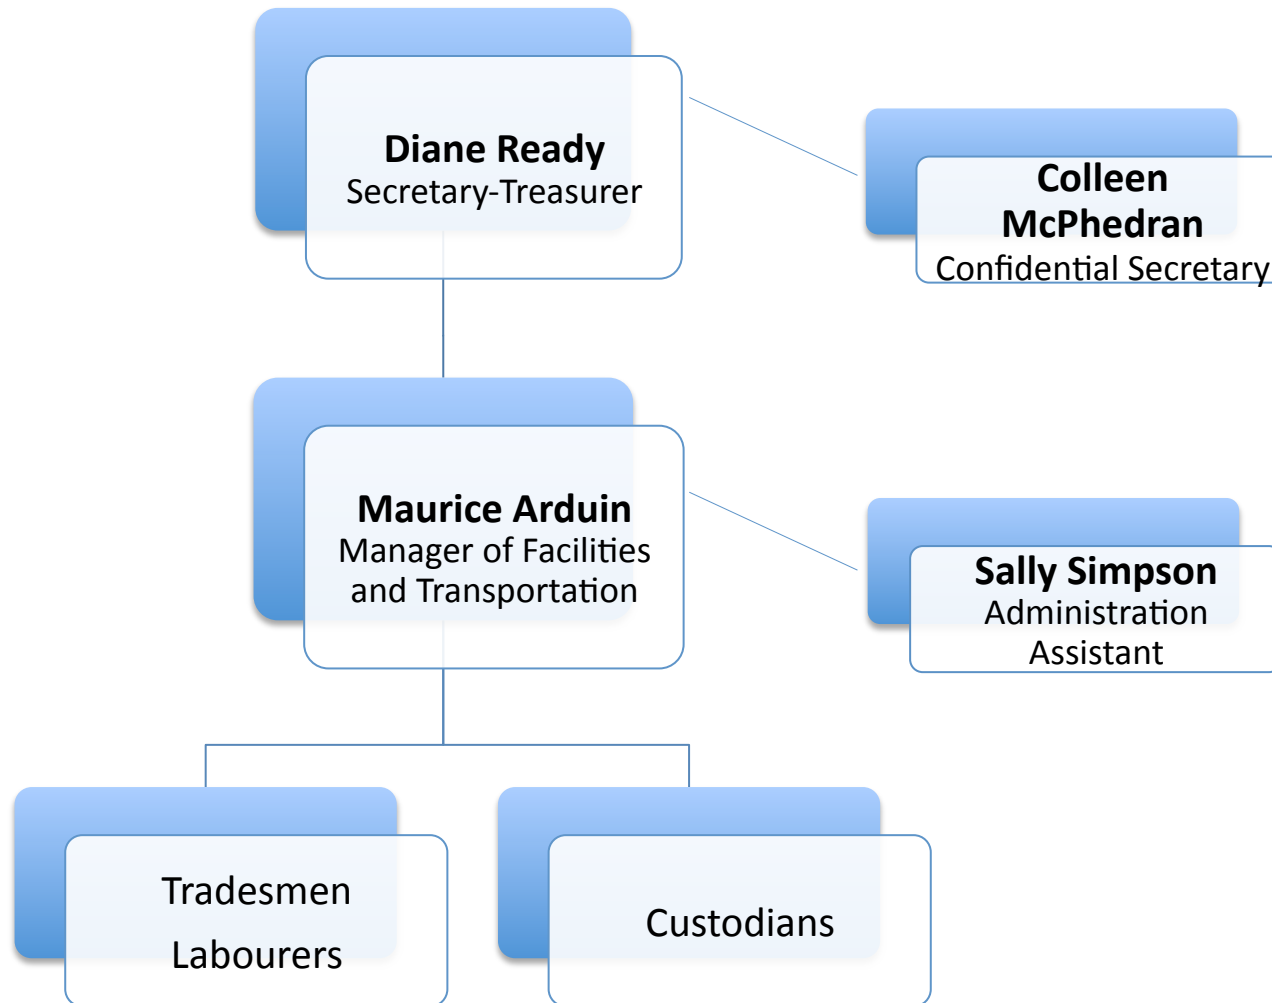 Diane Ready
Secretary-Treasurer
Colleen
McPhedran
Confidential Secretary
Maurice Arduin
Manager of Facilities
and Transportation
Sally Simpson
Administration
Assistant
Tradesmen
Labourers
Custodians